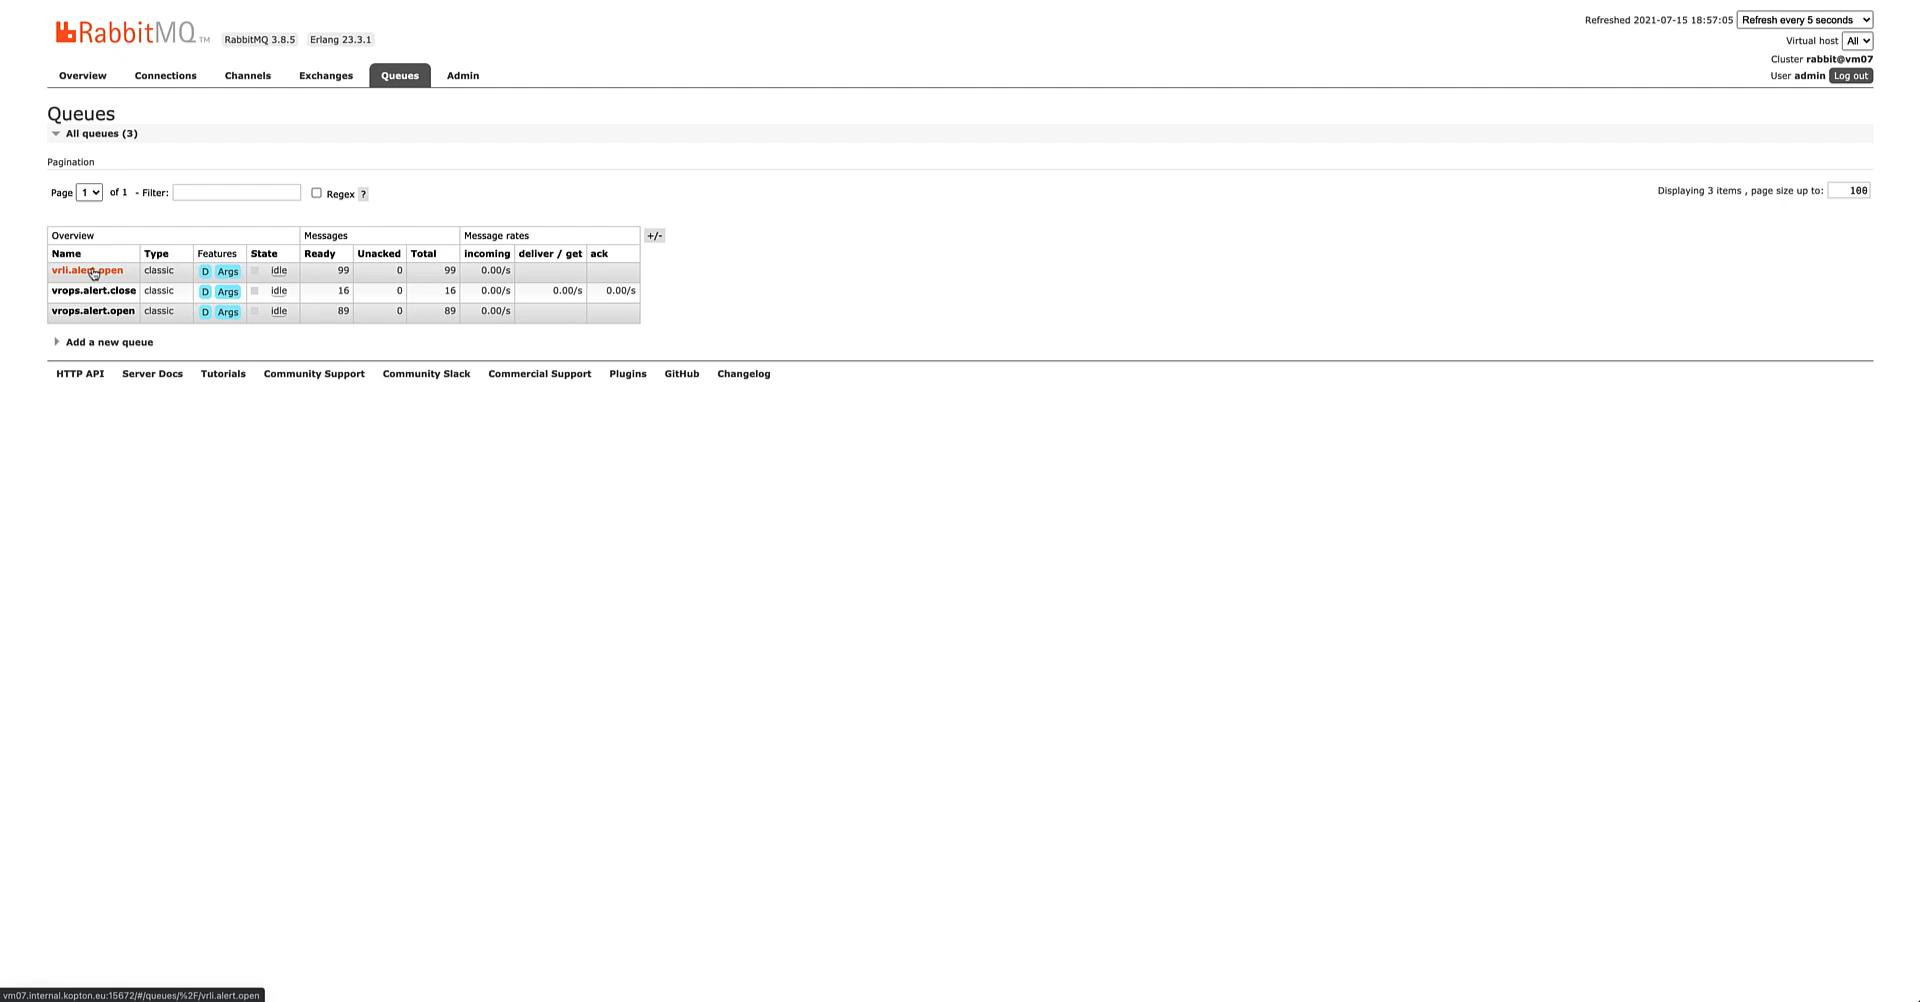 RabbitMQ TM RabbitMQ 3.8.5 Erlang 23.3.1
Refreshed 2021-07-15 18:57:05 Refresh every 5 seconds
Virtual host All
Cluster rabbit@vm07
User admin Log out
Overview Connections Channels Exchanges Queues Admin
Queues
All queues (3)
Pagination
Page 1 of 1 - Filter: Regex ? Displaying 3 items , page size up to: 100
Overview Messages Message rates +/-
Name Type Features State Ready Unacked Total incoming deliver / get ack
vrli.alert.open classic D Args idle 99 0 99 0.00/s
vrops.alert.close classic D Args idle 16 0 16 0.00/s 0.00/s 0.00/s
vrops.alert.open classic D Args idle 89 0 89 0.00/s
Add a new queue
HTTP API Server Docs Tutorials Community Support Community Slack Commercial Support Plugins GitHub Changelog
vm07.internal.kopton.eu:15672/#/queues/%2F/vrli.alert.open